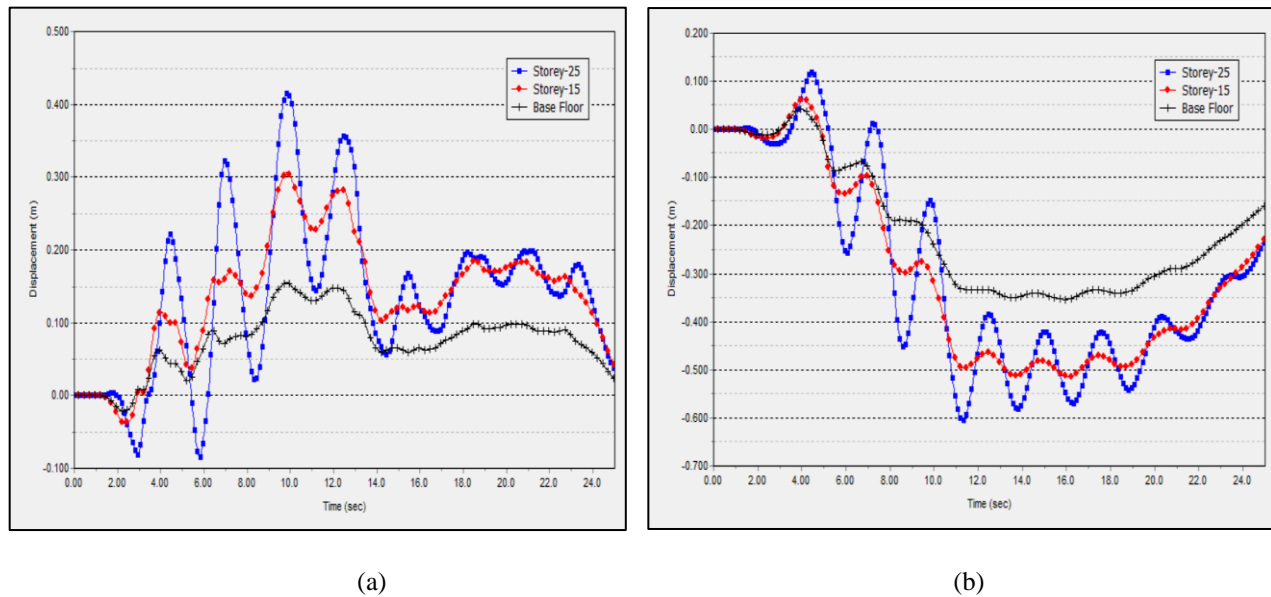 0.500
0.400
0.300
0.200
0.100
0.00
-0.100
Displacement (m)
Storey-25
Storey-15
Base Floor
0.00 2.00 4.00 6.00 8.00 10.0 12.0 14.0 16.0 18.0 20.0 22.0 24.0
Time (sec)
(a)
0.200
0.100
0.00
-0.100
-0.200
-0.300
-0.400
-0.500
-0.600
-0.700
Displacement (m)
Storey-25
Storey-15
Base Floor
0.00 2.00 4.00 6.00 8.00 10.0 12.0 14.0 16.0 18.0 20.0 22.0 24.0
Time (sec)
(b)